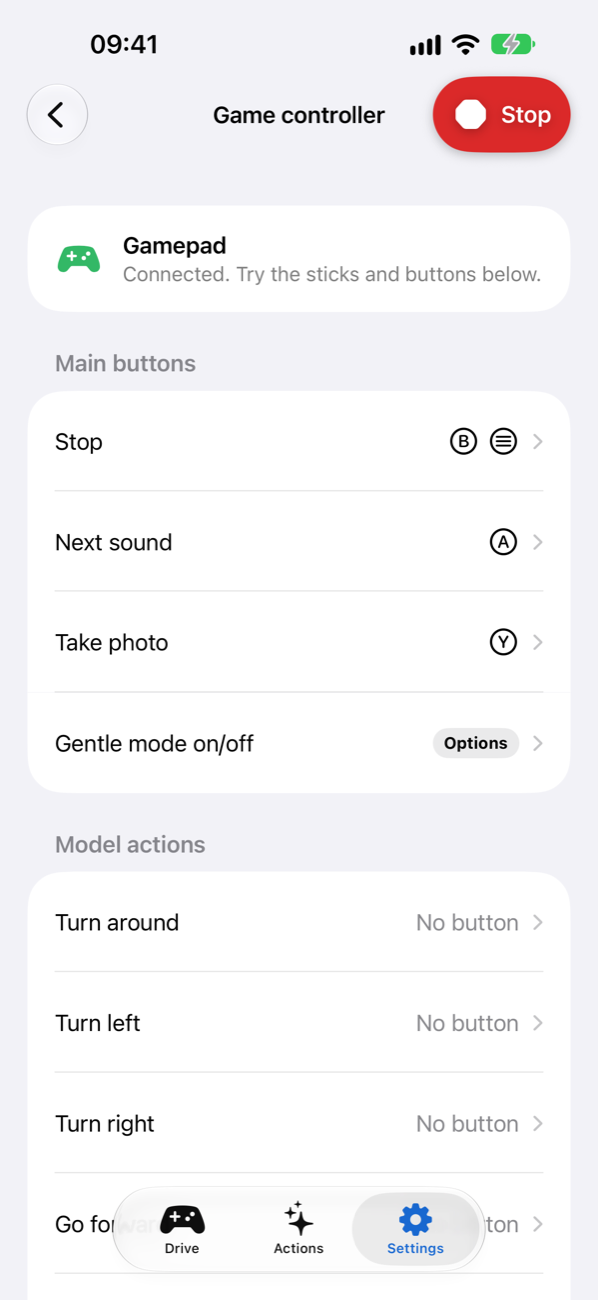 09:41
Game controller
Stop
Gamepad
Connected. Try the sticks and buttons below.
Main buttons
Stop B
Next sound A
Take photo Y
Gentle mode on/off Options
Model actions
Turn around No button
Turn left No button
Turn right No button
Go forward
Drive
Actions
Settings